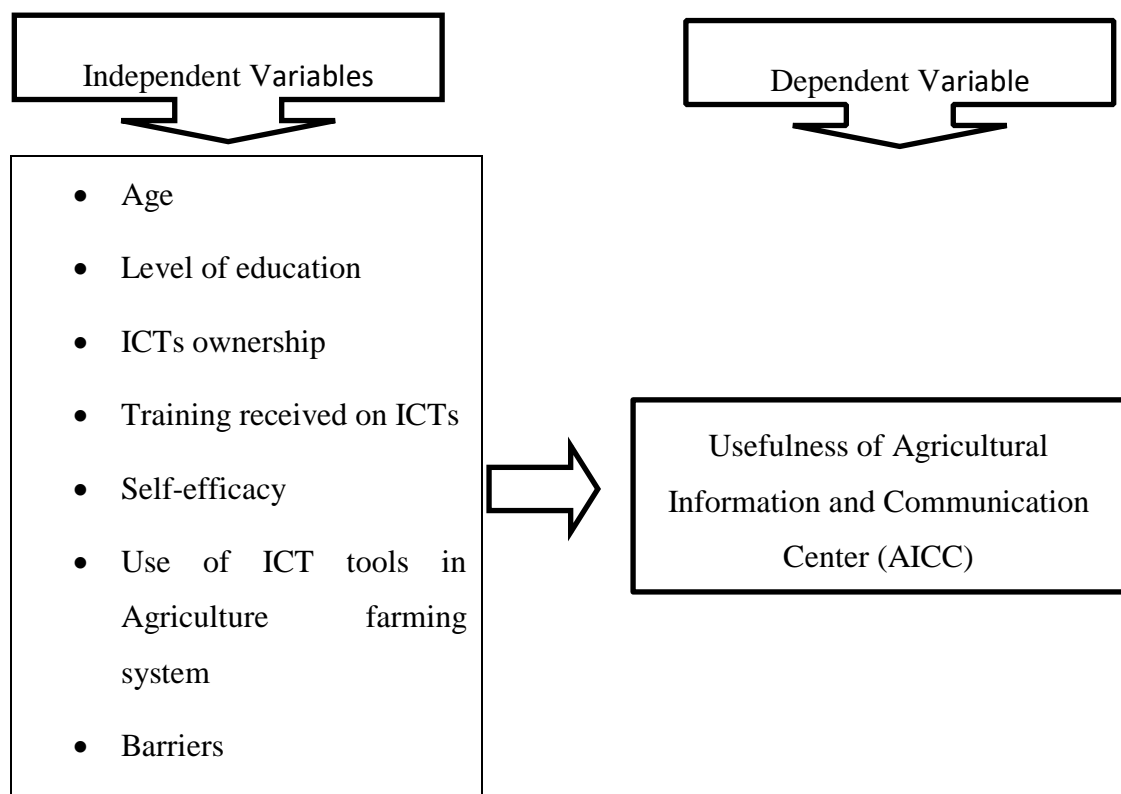 Independent Variables
Dependent Variable
• Age
• Level of education
• ICTs ownership
• Training received on ICTs
• Self-efficacy
• Use of ICT tools in
Agriculture farming
system
• Barriers
Usefulness of Agricultural
Information and Communication
Center (AICC)